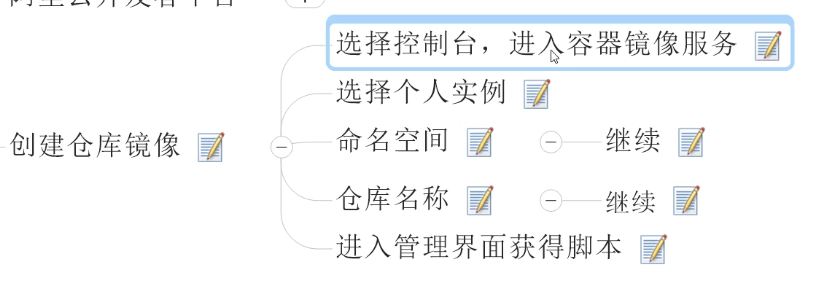 选择控制台，进入容器镜像服务
选择个人实例
创建仓库镜像
命名空间 继续
仓库名称 继续
进入管理界面获得脚本